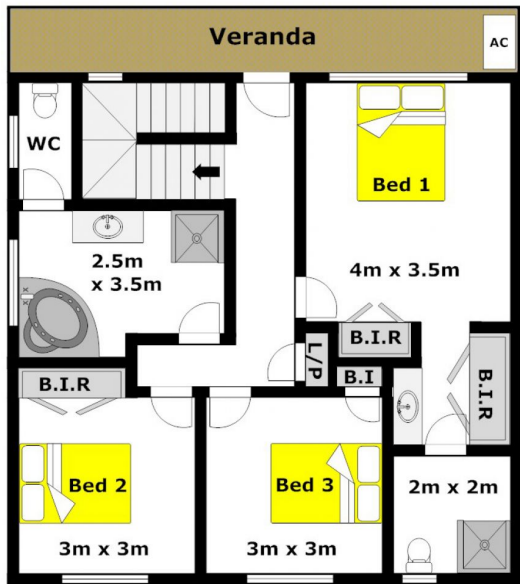 Veranda
AC
WC
Bed 1
2.5m
x 3.5m
4m x 3.5m
B.I.R
L/P
B.I.R
B.I
B.I.R
Bed 2
Bed 3
2m x 2m
3m x 3m
3m x 3m